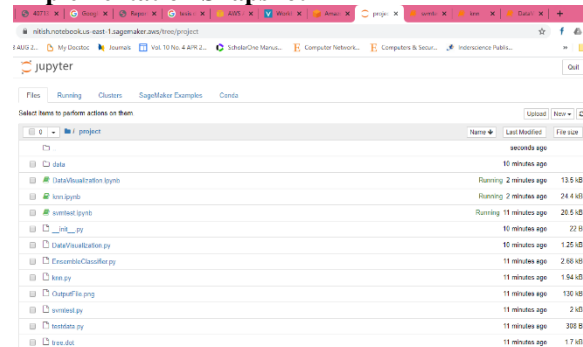 nitish.notebook.us-east-1.sagemaker.aws/tree/project
My Docstoc Journals Vol. 10 No. 4 APR 2... ScholarOne Manus... Computer Network... Computers & Secur... Inderscience Publis... »
jupyter Quit
Files Running Clusters SageMaker Examples Conda
Select items to perform actions on them. Upload New
0 / project Name Last Modified File size
.. seconds ago
data 10 minutes ago
DataVisualization.ipynb Running 2 minutes ago 13.5 kB
knn.ipynb Running 2 minutes ago 24.4 kB
svmtest.ipynb Running 11 minutes ago 20.5 kB
__init__.py 10 minutes ago 22 B
DataVisualization.py 10 minutes ago 1.25 kB
EnsembleClassifier.py 11 minutes ago 2.68 kB
knn.py 11 minutes ago 1.94 kB
OutputFile.png 11 minutes ago 130 kB
svmtest.py 11 minutes ago 2 kB
testdata.py 11 minutes ago 308 B
tree.dot 11 minutes ago 1.7 kB